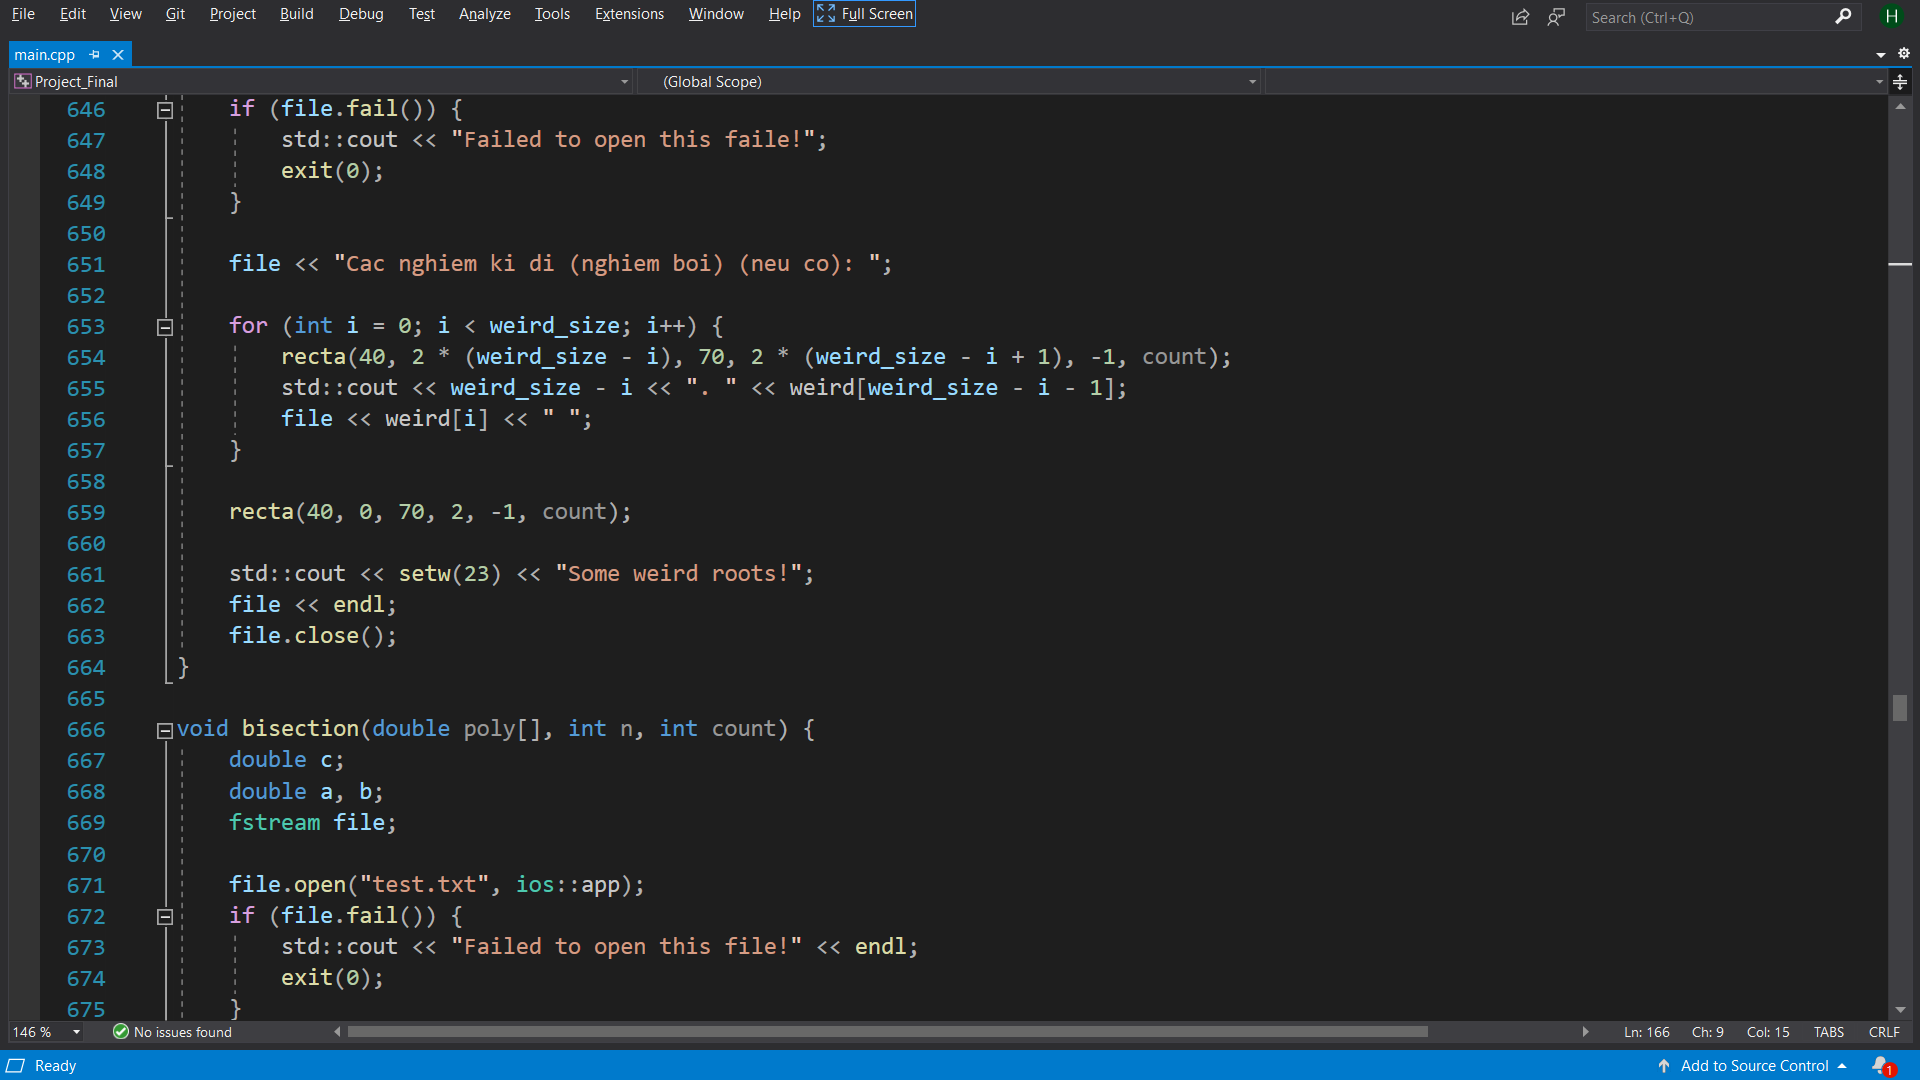 File Edit View Git Project Build Debug Test Analyze Tools Extensions Window Help Full Screen Search (Ctrl+Q) H
main.cpp
Project_Final (Global Scope)
646 if (file.fail()) {
647 std::cout << "Failed to open this faile!";
648 exit(0);
649 }
650
651 file << "Cac nghiem ki di (nghiem boi) (neu co): ";
652
653 for (int i = 0; i < weird_size; i++) {
654 recta(40, 2 * (weird_size - i), 70, 2 * (weird_size - i + 1), -1, count);
655 std::cout << weird_size - i << ". " << weird[weird_size - i - 1];
656 file << weird[i] << " ";
657 }
658
659 recta(40, 0, 70, 2, -1, count);
660
661 std::cout << setw(23) << "Some weird roots!";
662 file << endl;
663 file.close();
664 }
665
666 void bisection(double poly[], int n, int count) {
667 double c;
668 double a, b;
669 fstream file;
670
671 file.open("test.txt", ios::app);
672 if (file.fail()) {
673 std::cout << "Failed to open this file!" << endl;
674 exit(0);
675 }
146 % No issues found Ln: 166 Ch: 9 Col: 15 TABS CRLF
Ready Add to Source Control 1